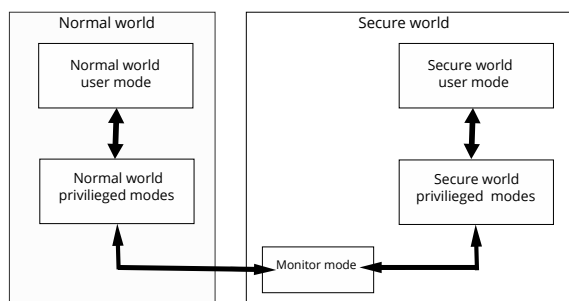 Normal world
Secure world
Normal world
user mode
Secure world
user mode
Normal world
privilieged modes
Secure world
privilieged modes
Monitor mode